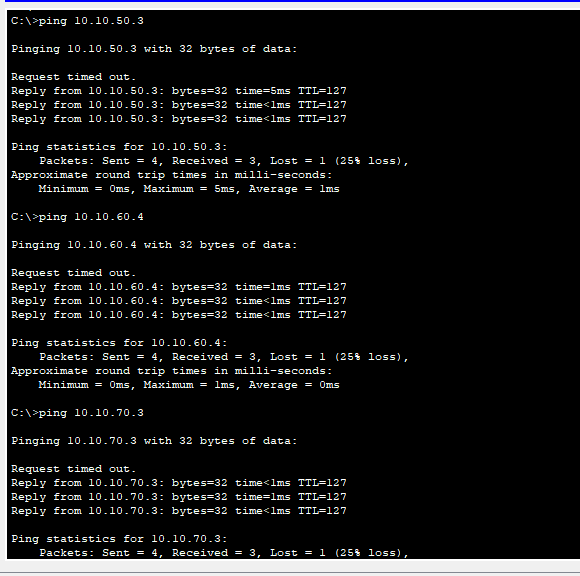 C:\>ping 10.10.50.3
Pinging 10.10.50.3 with 32 bytes of data:
Request timed out.
Reply from 10.10.50.3: bytes=32 time=5ms TTL=127
Reply from 10.10.50.3: bytes=32 time<1ms TTL=127
Reply from 10.10.50.3: bytes=32 time<1ms TTL=127
Ping statistics for 10.10.50.3:
    Packets: Sent = 4, Received = 3, Lost = 1 (25% loss),
Approximate round trip times in milli-seconds:
    Minimum = 0ms, Maximum = 5ms, Average = 1ms
C:\>ping 10.10.60.4
Pinging 10.10.60.4 with 32 bytes of data:
Request timed out.
Reply from 10.10.60.4: bytes=32 time=1ms TTL=127
Reply from 10.10.60.4: bytes=32 time<1ms TTL=127
Reply from 10.10.60.4: bytes=32 time<1ms TTL=127
Ping statistics for 10.10.60.4:
    Packets: Sent = 4, Received = 3, Lost = 1 (25% loss),
Approximate round trip times in milli-seconds:
    Minimum = 0ms, Maximum = 1ms, Average = 0ms
C:\>ping 10.10.70.3
Pinging 10.10.70.3 with 32 bytes of data:
Request timed out.
Reply from 10.10.70.3: bytes=32 time<1ms TTL=127
Reply from 10.10.70.3: bytes=32 time=1ms TTL=127
Reply from 10.10.70.3: bytes=32 time<1ms TTL=127
Ping statistics for 10.10.70.3:
    Packets: Sent = 4, Received = 3, Lost = 1 (25% loss),